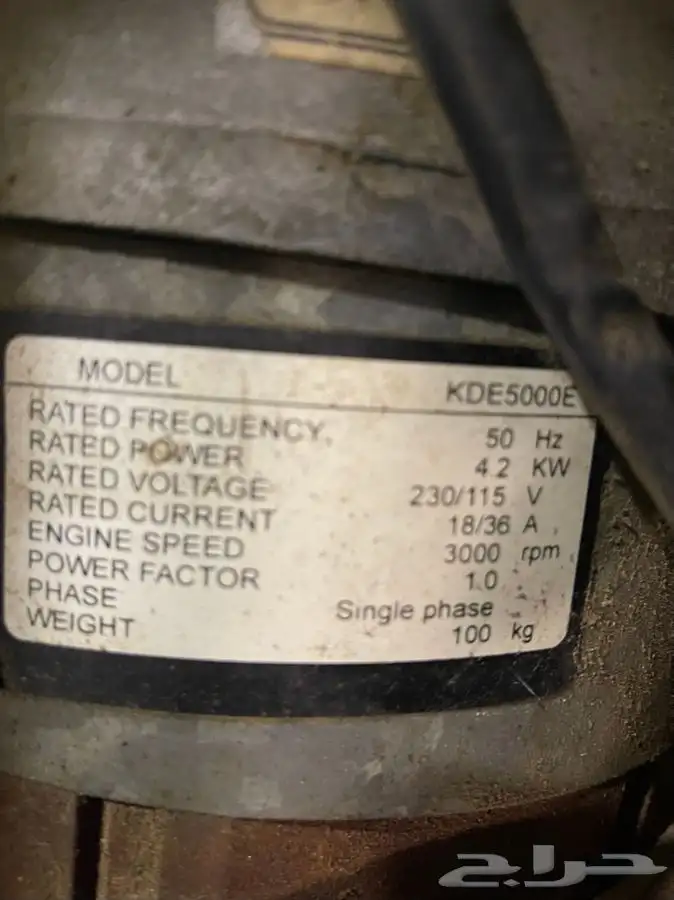 MODEL KDE5000E
RATED FREQUENCY. 50 Hz
RATED POWER 4.2 KW
RATED VOLTAGE 230/115 V
RATED CURRENT 18/36 A
ENGINE SPEED 3000 rpm
POWER FACTOR 1.0
PHASE Single phase
WEIGHT 100 kg
حراج